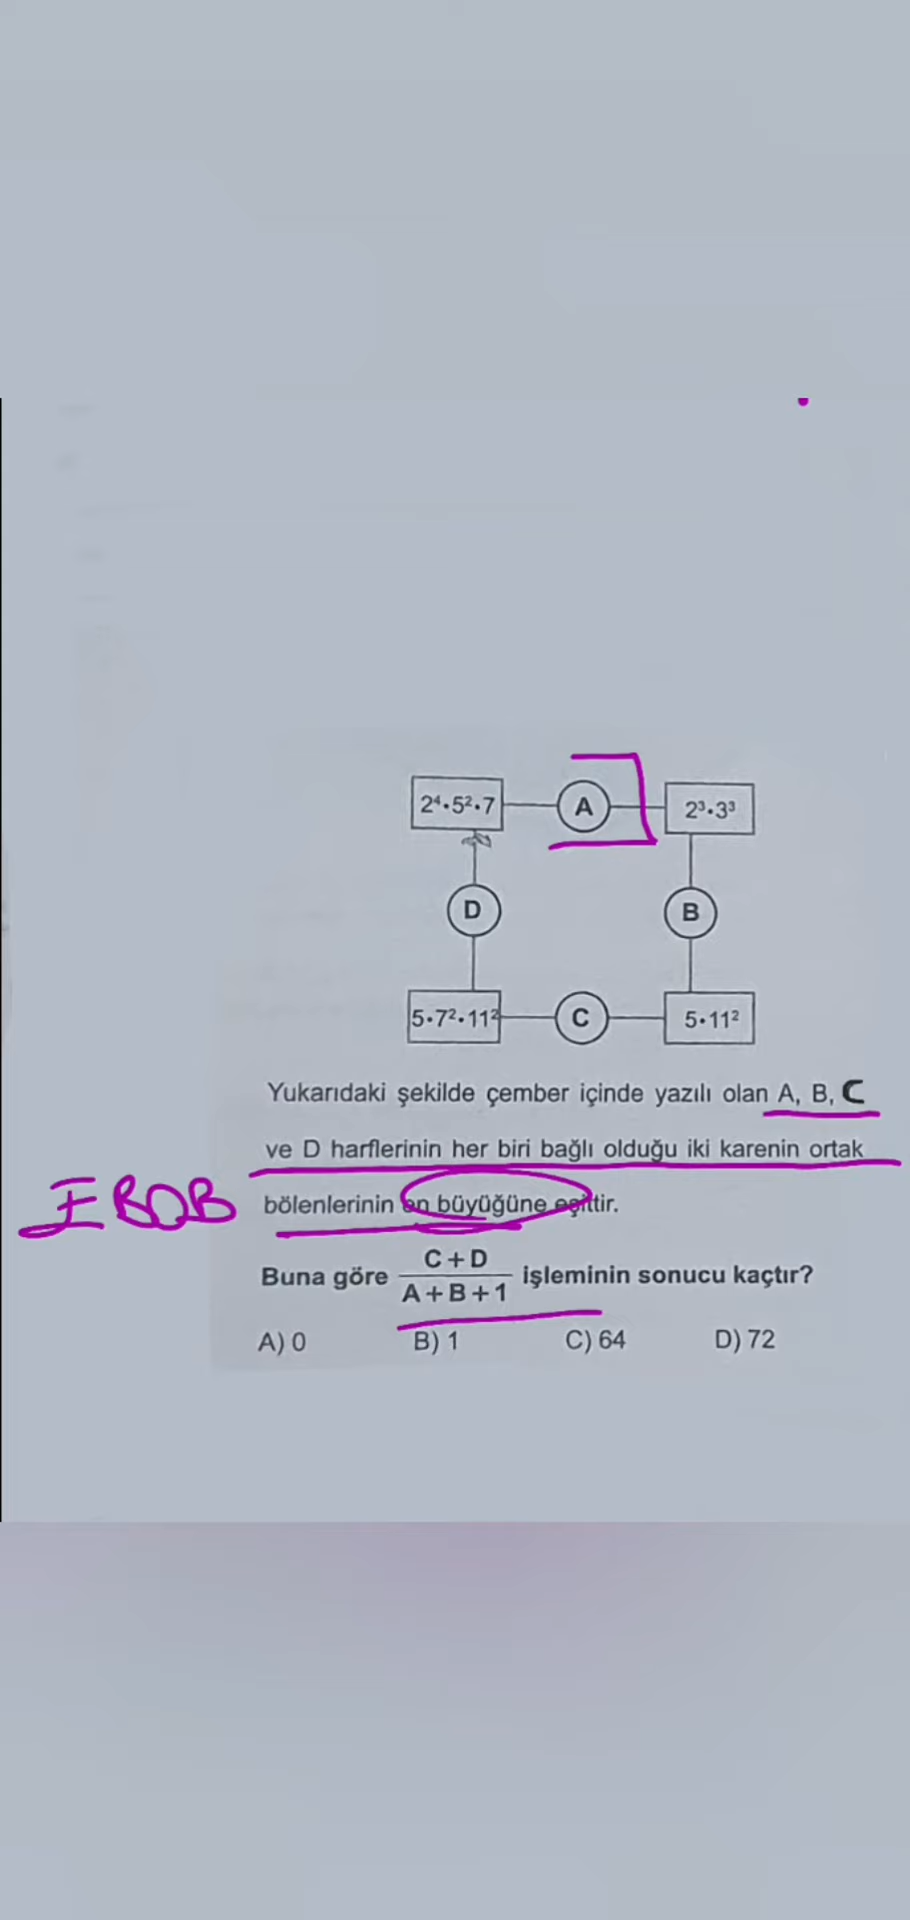 2⁴·5²·7
A
2³·3³
D
B
5·7²·11²
C
5·11²
Yukarıdaki şekilde çember içinde yazılı olan A, B, C
ve D harflerinin her biri bağlı olduğu iki karenin ortak
İBOB
bölenlerinin en büyüğüne eşittir.
Buna göre C+D / A+B+1 işleminin sonucu kaçtır?
A) 0 B) 1 C) 64 D) 72